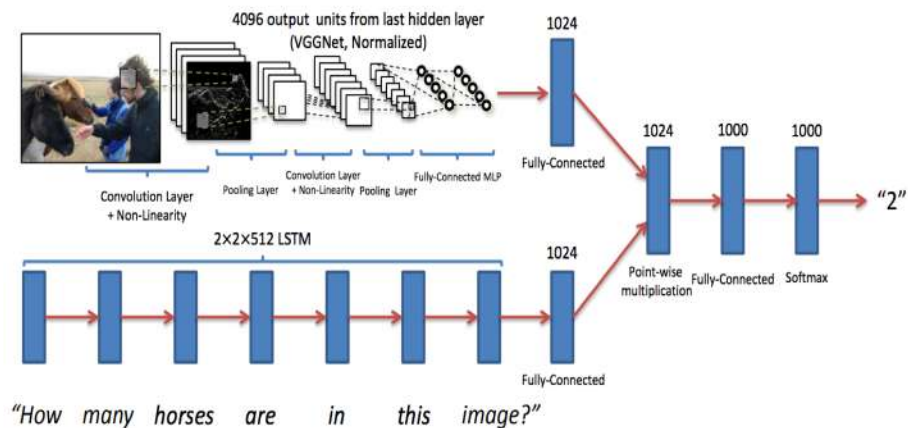 4096 output units from last hidden layer
(VGGNet, Normalized)
1024
Fully-Connected
Convolution Layer
+ Non-Linearity
Pooling Layer
Convolution Layer
+ Non-Linearity
Pooling Layer
Fully-Connected MLP
2×2×512 LSTM
1024
Fully-Connected
1024
Point-wise
multiplication
1000
Fully-Connected
1000
Softmax
“2”
“How many horses are in this image?”